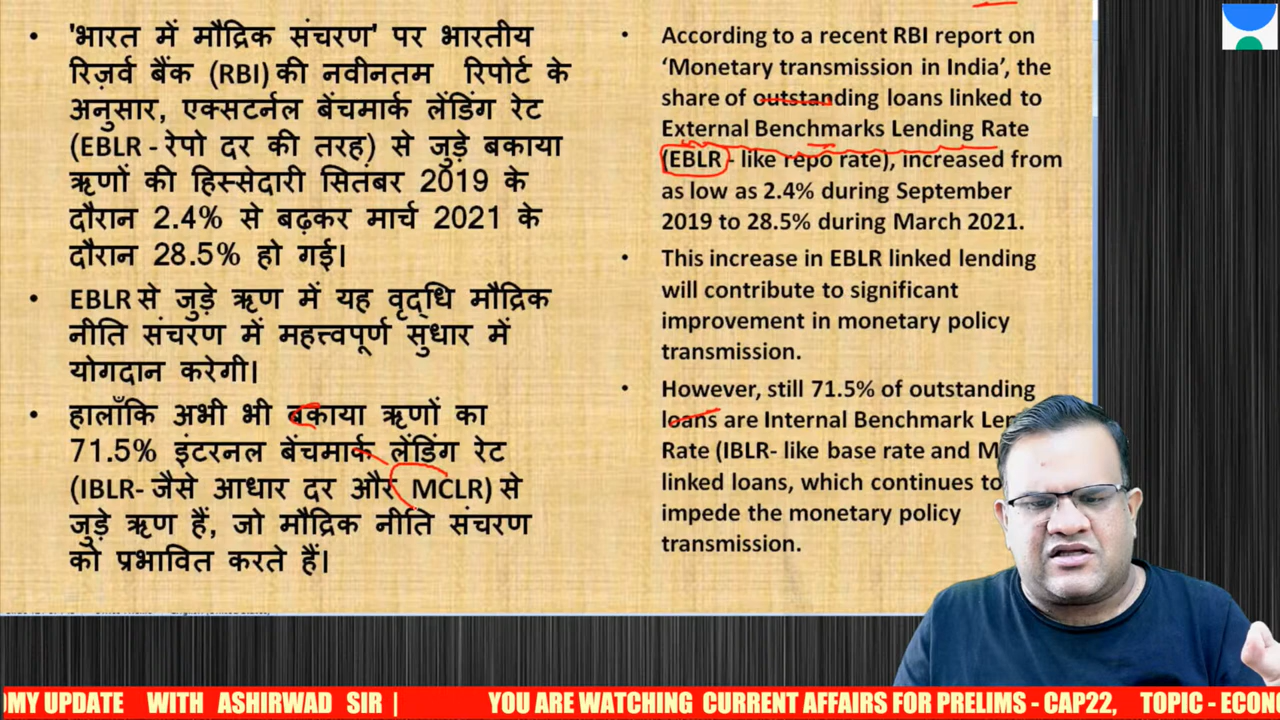 'भारत में मौद्रिक संचरण' पर भारतीय
रिज़र्व बैंक (RBI) की नवीनतम रिपोर्ट के
अनुसार, एक्सटर्नल बेंचमार्क लेंडिंग रेट
(EBLR - रेपो दर की तरह) से जुड़े बकाया
ऋणों की हिस्सेदारी सितंबर 2019 के
दौरान 2.4% से बढ़कर मार्च 2021 के
दौरान 28.5% हो गई।
EBLR से जुड़े ऋण में यह वृद्धि मौद्रिक
नीति संचरण में महत्त्वपूर्ण सुधार में
योगदान करेगी।
हालाँकि अभी भी बकाया ऋणों का
71.5% इंटरनल बेंचमार्क लेंडिंग रेट
(IBLR- जैसे आधार दर और MCLR) से
जुड़े ऋण हैं, जो मौद्रिक नीति संचरण
को प्रभावित करते हैं।
According to a recent RBI report on
‘Monetary transmission in India’, the
share of outstanding loans linked to
External Benchmarks Lending Rate
(EBLR - like repo rate), increased from
as low as 2.4% during September
2019 to 28.5% during March 2021.
This increase in EBLR linked lending
will contribute to significant
improvement in monetary policy
transmission.
However, still 71.5% of outstanding
loans are Internal Benchmark
Rate (IBLR- like base rate and
linked loans, which continues to
impede the monetary policy
transmission.
UPDATE WITH ASHIRWAD SIR | YOU ARE WATCHING CURRENT AFFAIRS FOR PRELIMS - CAP22, TOPIC -